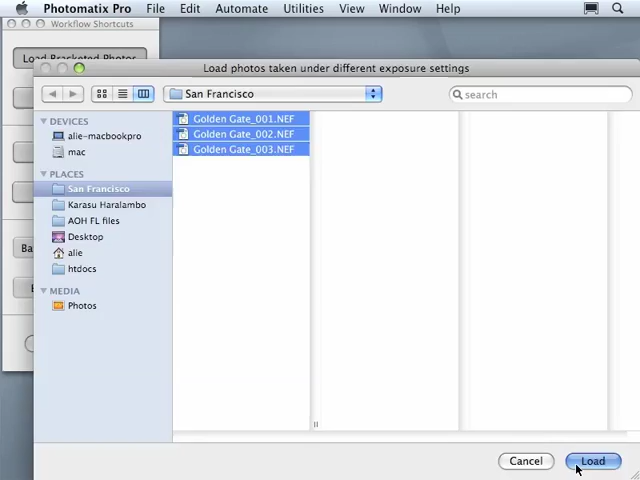 Photomatix Pro File Edit Automate Utilities View Window Help
Workflow Shortcuts
Load Bracketed Photos
Load photos taken under different exposure settings
San Francisco
search
DEVICES
alie-macbookpro
mac
PLACES
San Francisco
Karasu Haralambo
AOH FL files
Desktop
alie
htdocs
MEDIA
Photos
Golden Gate_001.NEF
Golden Gate_002.NEF
Golden Gate_003.NEF
Ba
Cancel Load